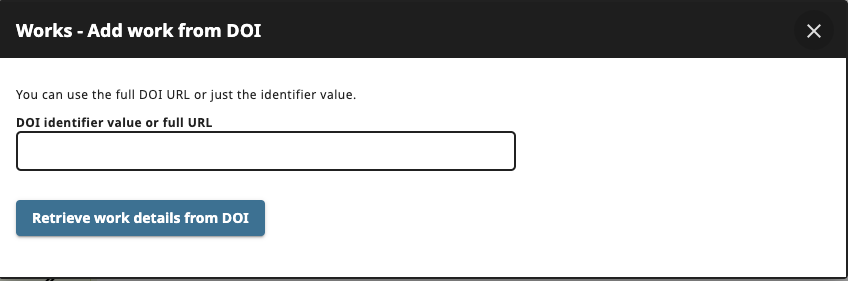 Works - Add work from DOI
You can use the full DOI URL or just the identifier value.
DOI identifier value or full URL
Retrieve work details from DOI